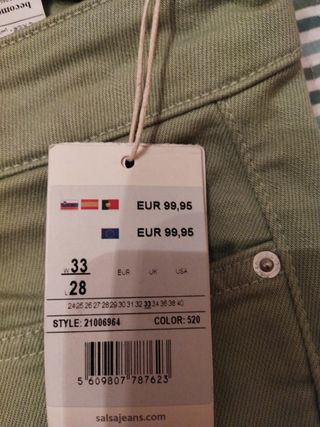 become
EUR 99,95
EUR 99,95
W 33 EUR UK USA
L 28
24 25 26 27 28 29 30 31 32 33 34 36 38 40
STYLE: 21006964 COLOR: 520
5 609807 787623
salsajeans.com